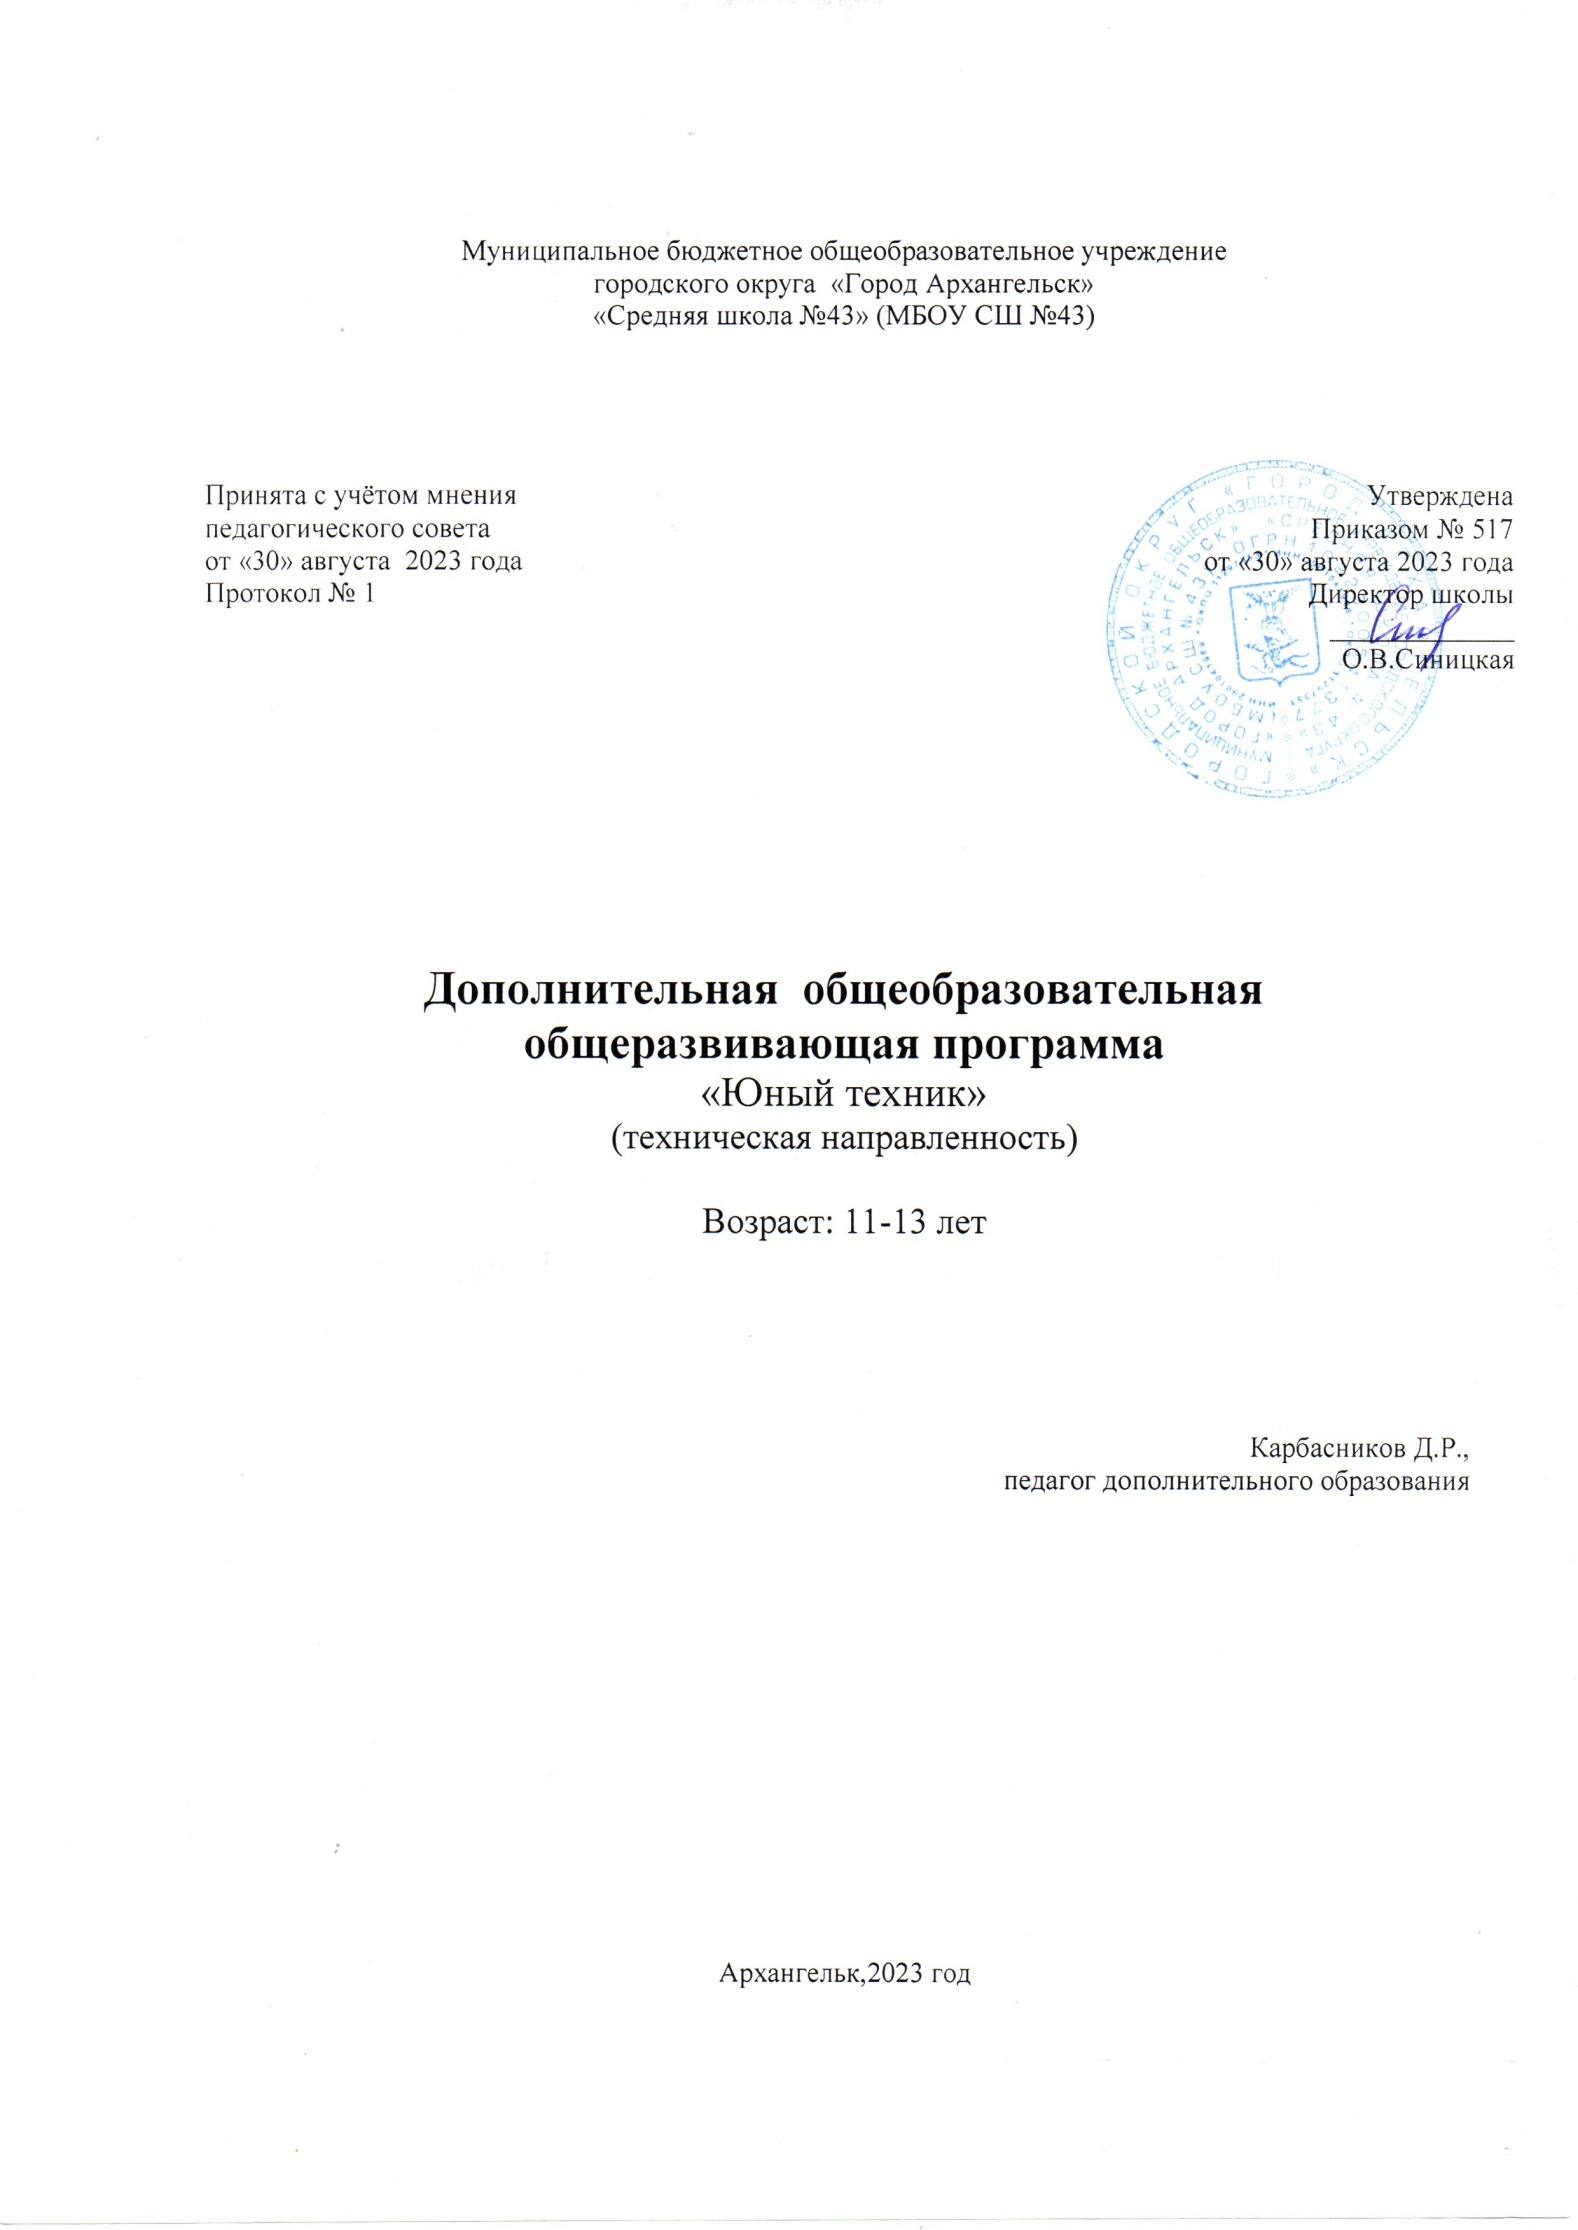 Муниципальное бюджетное общеобразовательное учреждение
городского округа «Город Архангельск»
«Средняя школа №43» (МБОУ СШ №43)
Принята с учётом мнения
педагогического совета
от «30» августа 2023 года
Протокол № 1
Утверждена
Приказом № 517
от «30» августа 2023 года
Директор школы
О.В.Синицкая
Дополнительная общеобразовательная
общеразвивающая программа
«Юный техник»
(техническая направленность)
Возраст: 11-13 лет
Карбасников Д.Р.,
педагог дополнительного образования
Архангельк,2023 год